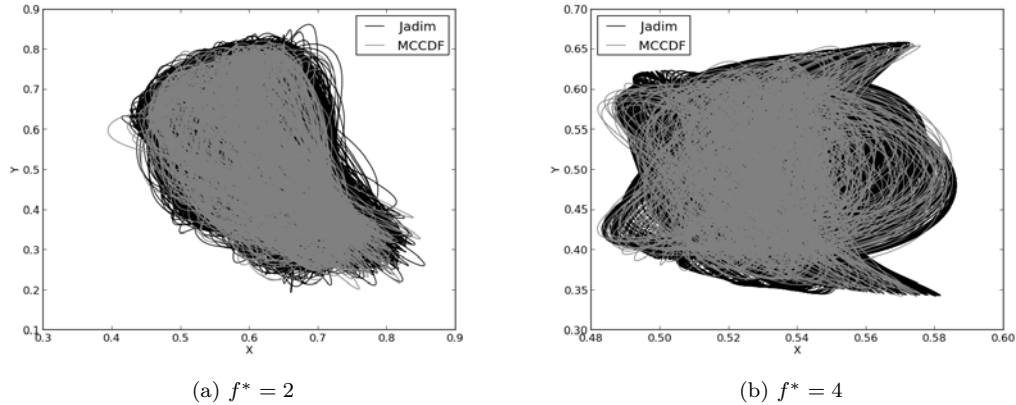 0.9
0.8
0.7
0.6
0.5
0.4
0.3
0.2
0.1
Y
0.3 0.4 0.5 0.6 0.7 0.8 0.9
X
Jadim
MCCDF
(a) f* = 2
0.70
0.65
0.60
0.55
0.50
0.45
0.40
0.35
0.30
Y
0.48 0.50 0.52 0.54 0.56 0.58 0.60
X
Jadim
MCCDF
(b) f* = 4